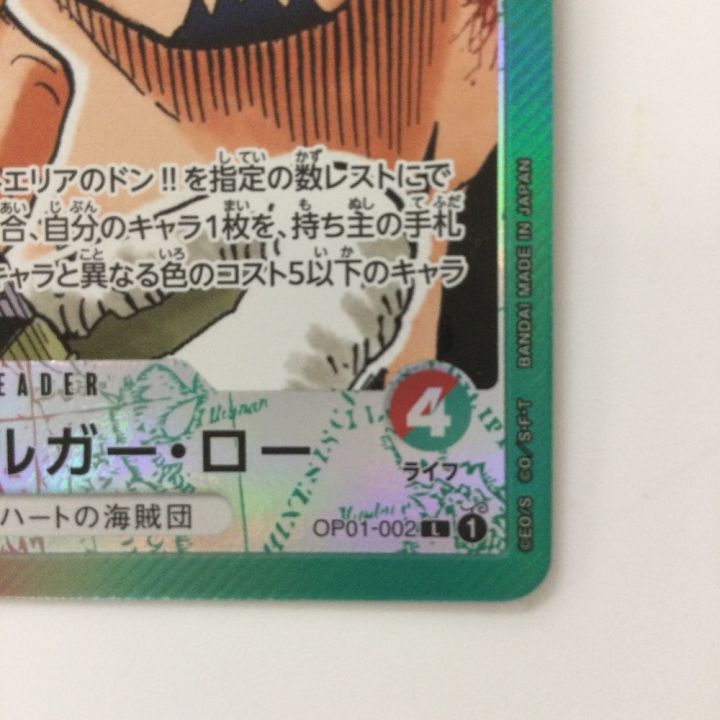 エリアのドン!!を指定の数レストにで
合、自分のキャラ1枚を、持ち主の手札
キャラと異なる色のコスト5以下のキャラ
EADER
4
ルガー・ロー
ライフ
ハートの海賊団
OP01-002 L 1
©EO/S ©O/S・F・T BANDAI MADE IN JAPAN